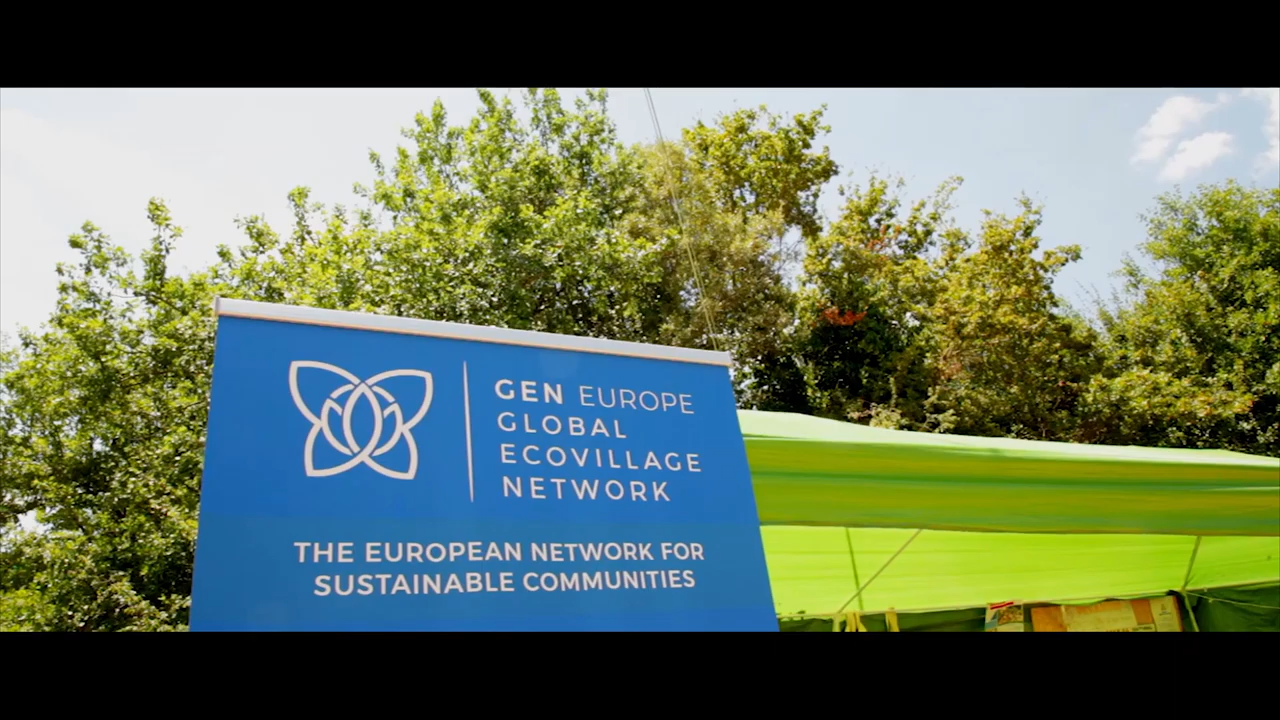 GEN EUROPE
GLOBAL
ECOVILLAGE
NETWORK
THE EUROPEAN NETWORK FOR
SUSTAINABLE COMMUNITIES